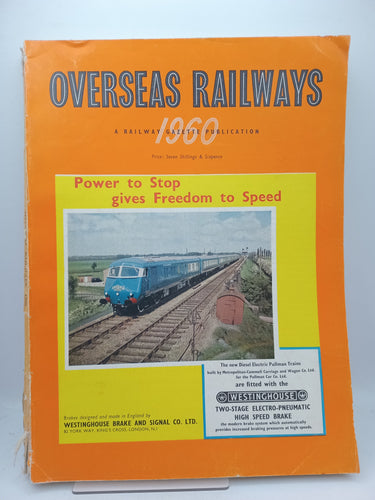 OVERSEAS RAILWAYS
1960
A RAILWAY GAZETTE PUBLICATION
Price: Seven Shillings & Sixpence
Power to Stop
gives Freedom to Speed
The new Diesel Electric Pullman Trains
built by Metropolitan-Cammell Carriage and Wagon Co. Ltd.
for the Pullman Car Co. Ltd.
are fitted with the
WESTINGHOUSE
TWO-STAGE ELECTRO-PNEUMATIC
HIGH SPEED BRAKE
the modern brake system which automatically
provides increased braking pressures at high speeds.
Brakes designed and made in England by
WESTINGHOUSE BRAKE AND SIGNAL CO. LTD.
82 YORK WAY, KING'S CROSS, LONDON, N.1